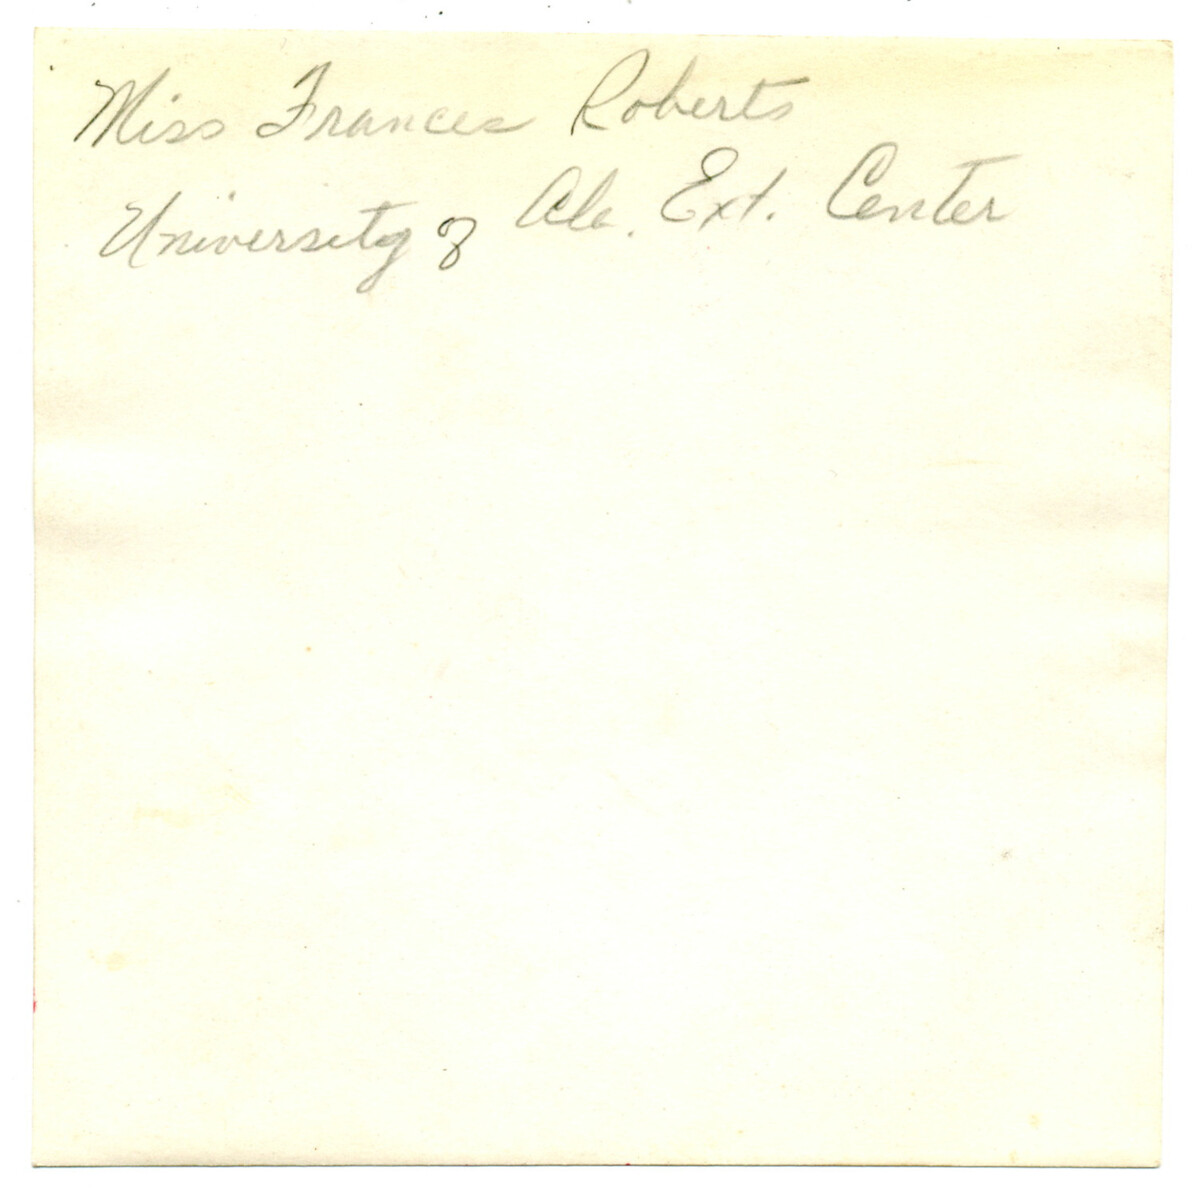 Miss Frances Roberts
University of Ala. Ext. Center